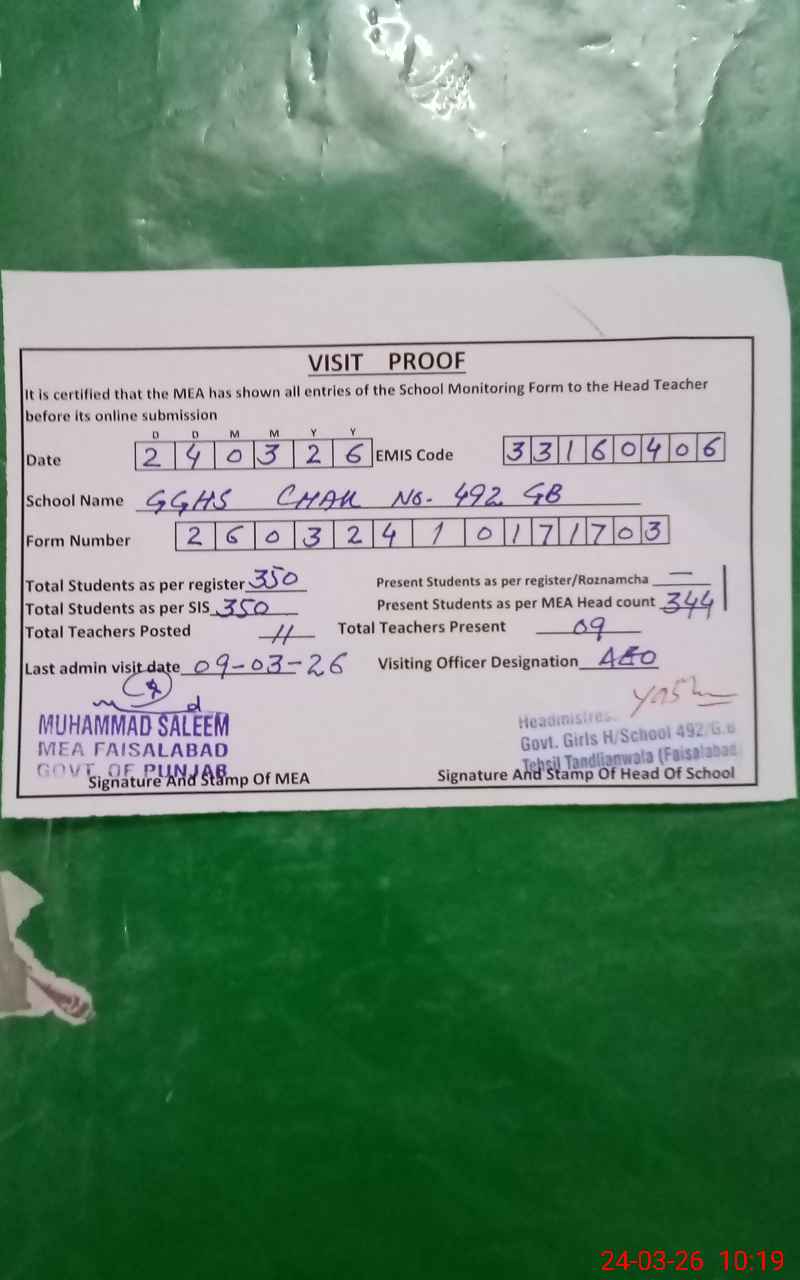 VISIT PROOF
It is certified that the MEA has shown all entries of the School Monitoring Form to the Head Teacher
before its online submission
D D M M Y Y
Date 2 4 0 3 2 6 EMIS Code 3 3 1 6 0 4 0 6
School Name GGHS CHAK No. 492 GB
Form Number 2 6 0 3 2 4 1 0 1 7 1 7 0 3
Total Students as per register 350 Present Students as per register/Roznamcha —
Total Students as per SIS 350 Present Students as per MEA Head count 344
Total Teachers Posted 11 Total Teachers Present 09
Last admin visit date 09-03-26 Visiting Officer Designation AEO
MUHAMMAD SALEEM
MEA FAISALABAD
GOVT. OF PUNJAB
Signature And Stamp Of MEA
Headmistres.
Govt. Girls H/School 492/G.B
Tehsil Tandlianwala (Faisalabad)
Signature And Stamp Of Head Of School
24-03-26 10:19